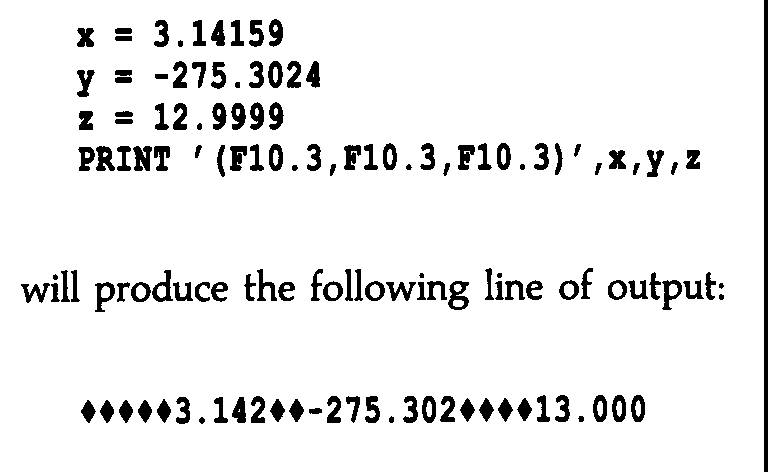 x = 3.14159
y = -275.3024
z = 12.9999
PRINT '(F10.3,F10.3,F10.3)',x,y,z
will produce the following line of output:
♦♦♦♦♦3.142♦♦-275.302♦♦♦♦13.000